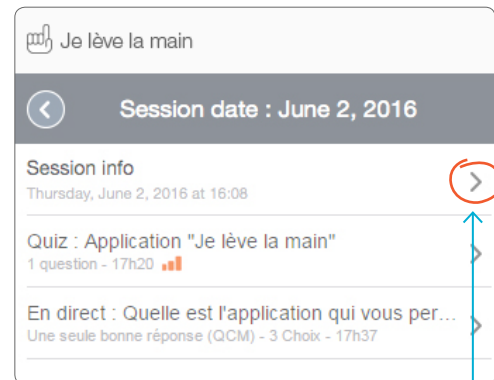 Je lève la main
Session date : June 2, 2016
Session info
Thursday, June 2, 2016 at 16:08
Quiz : Application "Je lève la main"
1 question - 17h20
En direct : Quelle est l'application qui vous per...
Une seule bonne réponse (QCM) - 3 Choix - 17h37